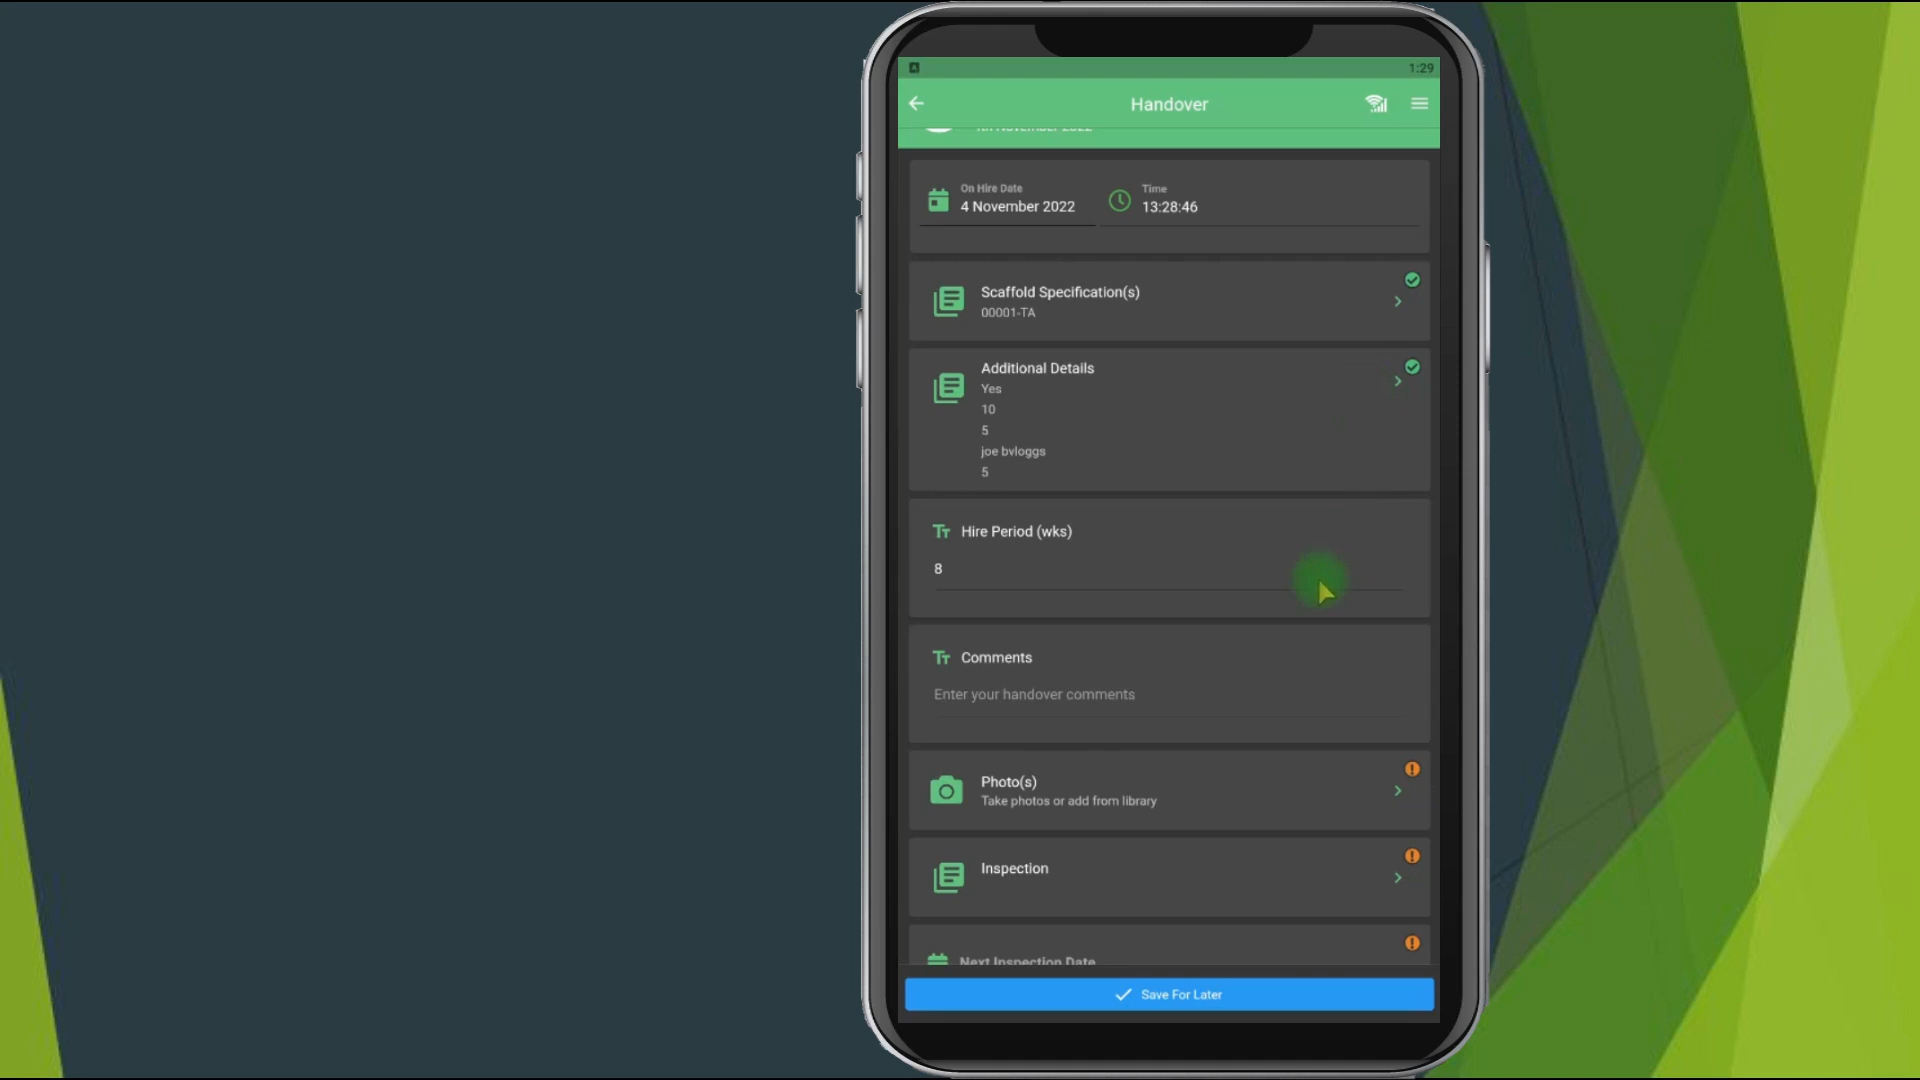 1:29
Handover
On Hire Date
4 November 2022
Time
13:28:46
Scaffold Specification(s)
00001-TA
Additional Details
Yes
10
5
joe bvloggs
5
Hire Period (wks)
8
Comments
Enter your handover comments
Photo(s)
Take photos or add from library
Inspection
Next Inspection Date
Save For Later